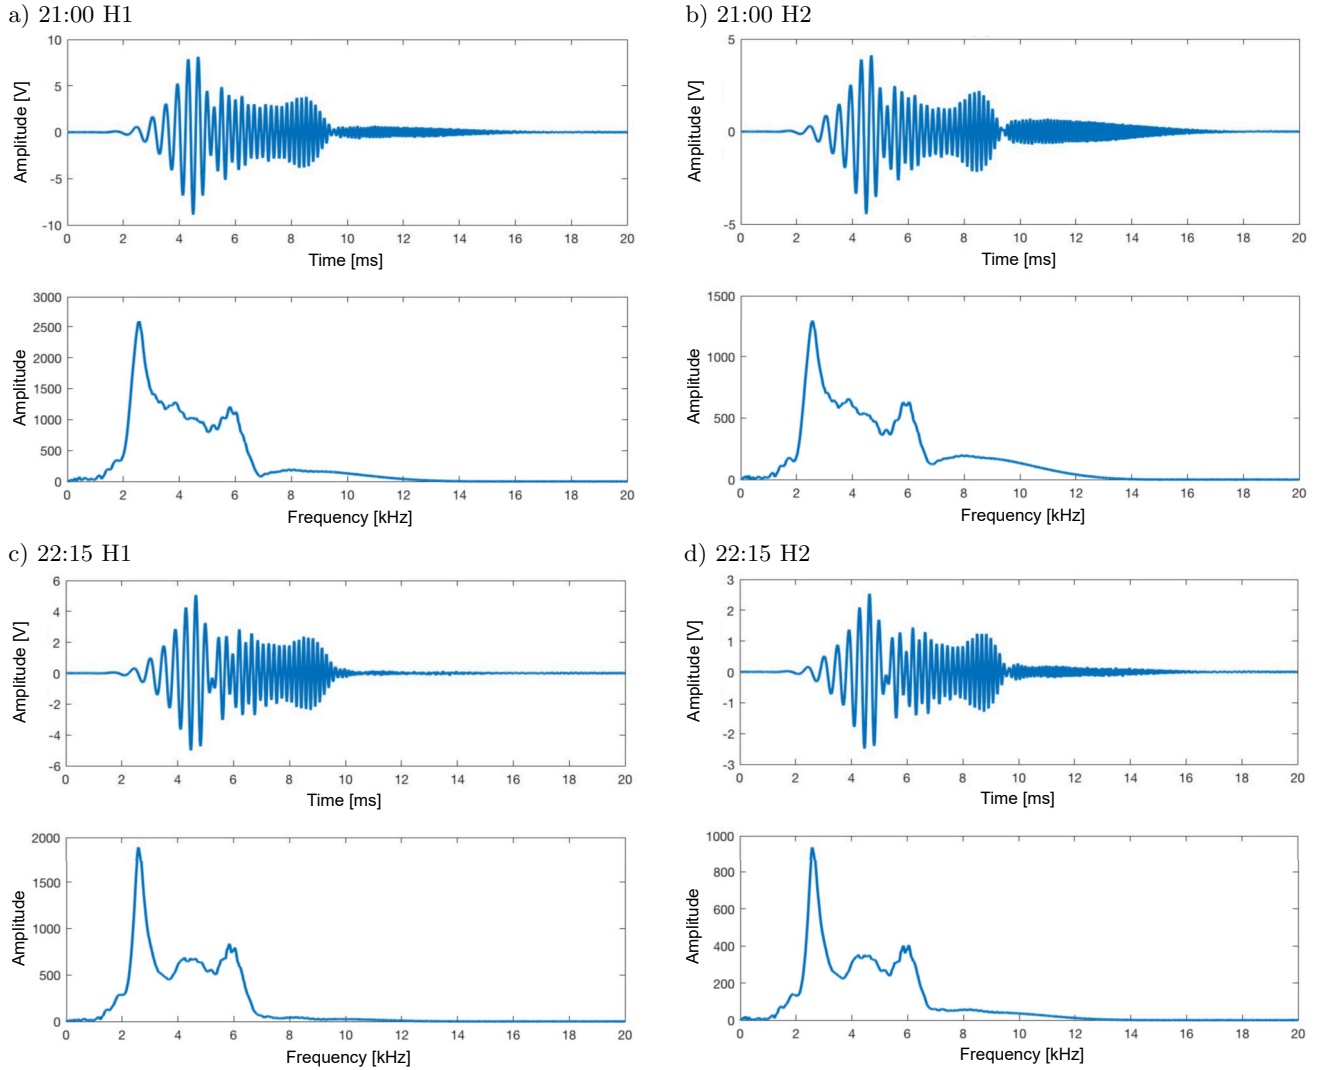 a) 21:00 H1
10
5
0
-5
-10
Amplitude [V]
0 2 4 6 8 10 12 14 16 18 20
Time [ms]
3000
2500
2000
1500
1000
500
0
Amplitude
0 2 4 6 8 10 12 14 16 18 20
Frequency [kHz]
b) 21:00 H2
5
0
-5
Amplitude [V]
0 2 4 6 8 10 12 14 16 18 20
Time [ms]
1500
1000
500
0
Amplitude
0 2 4 6 8 10 12 14 16 18 20
Frequency [kHz]
c) 22:15 H1
6
4
2
0
-2
-4
-6
Amplitude [V]
0 2 4 6 8 10 12 14 16 18 20
Time [ms]
2000
1500
1000
500
0
Amplitude
0 2 4 6 8 10 12 14 16 18 20
Frequency [kHz]
d) 22:15 H2
3
2
1
0
-1
-2
-3
Amplitude [V]
0 2 4 6 8 10 12 14 16 18 20
Time [ms]
1000
800
600
400
200
0
Amplitude
0 2 4 6 8 10 12 14 16 18 20
Frequency [kHz]